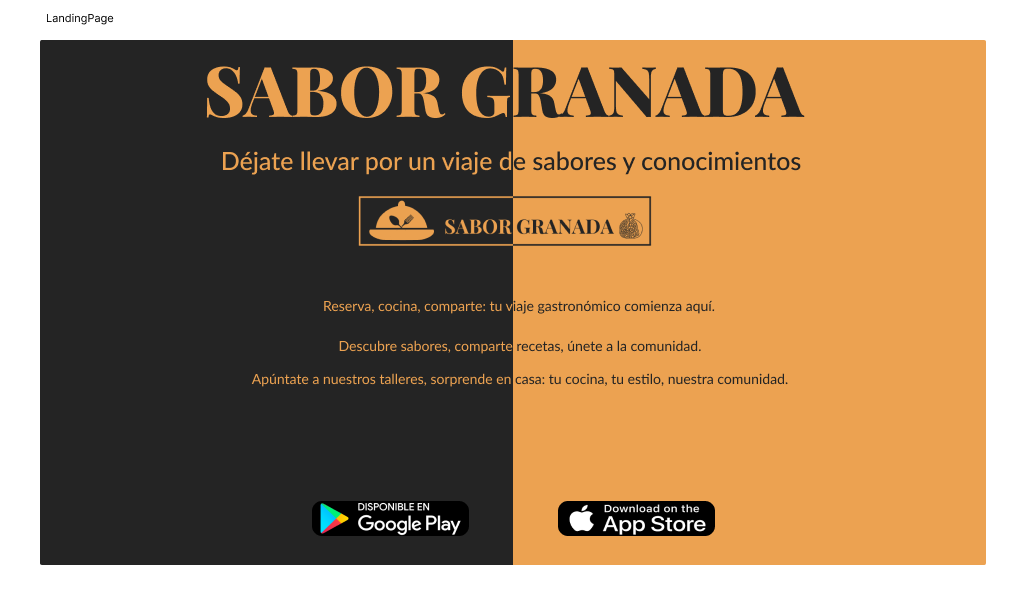 LandingPage
SABOR GRANADA
Déjate llevar por un viaje de sabores y conocimientos
SABOR GRANADA
Reserva, cocina, comparte: tu viaje gastronómico comienza aquí.
Descubre sabores, comparte recetas, únete a la comunidad.
Apúntate a nuestros talleres, sorprende en casa: tu cocina, tu estilo, nuestra comunidad.
DISPONIBLE EN
Google Play
Download on the
App Store